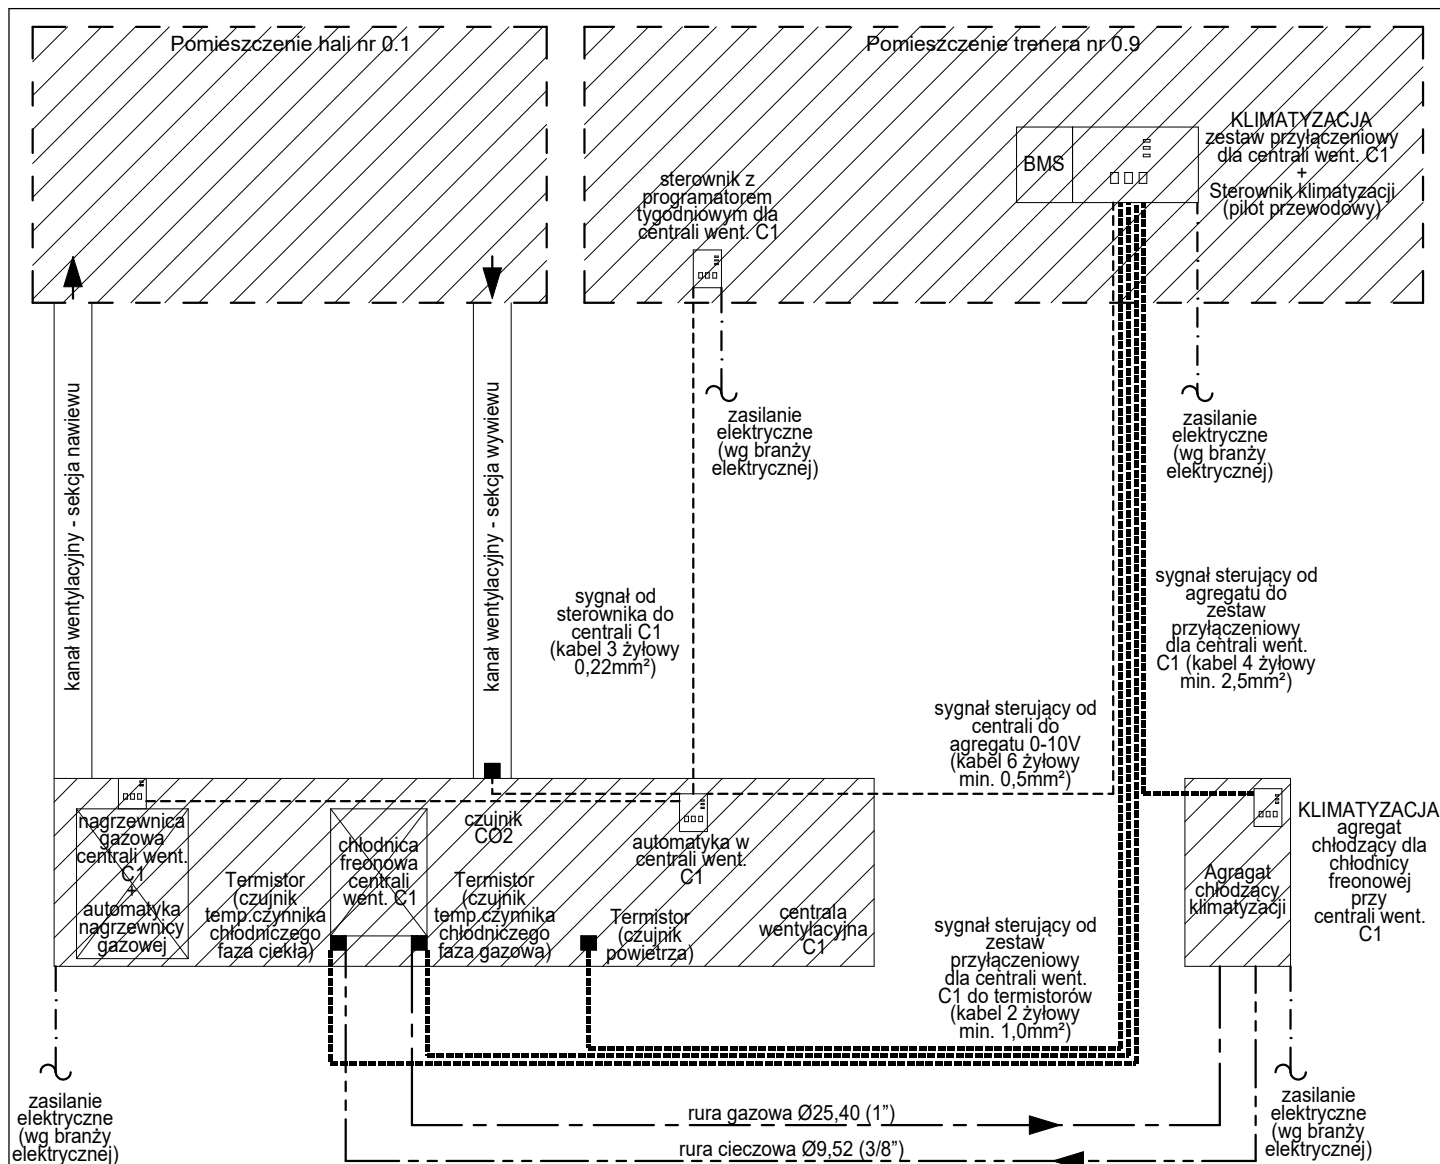 Pomieszczenie hali nr 0.1
Pomieszczenie trenera nr 0.9
BMS
KLIMATYZACJA
zestaw przyłączeniowy
dla centrali went. C1
+
Sterownik klimatyzacji
(pilot przewodowy)
sterownik z
programatorem
tygodniowym dla
centrali went. C1
zasilanie
elektryczne
(wg branży
elektrycznej)
zasilanie
elektryczne
(wg branży
elektrycznej)
kanał wentylacyjny - sekcja nawiewu
kanał wentylacyjny - sekcja wywiewu
sygnał od
sterownika do
centrali C1
(kabel 3 żyłowy
0,22mm²)
sygnał sterujący od
agregatu do
zestaw
przyłączeniowy
dla centrali went.
C1 (kabel 4 żyłowy
min. 2,5mm²)
sygnał sterujący od
centrali do
agregatu 0-10V
(kabel 6 żyłowy
min. 0,5mm²)
nagrzewnica
gazowa
centrali went.
C1
+
automatyka
nagrzewnicy
gazowej
Termistor
(czujnik
temp.czynnika
chłodniczego
faza ciekła)
chłodnica
freonowa
centrali
went. C1
czujnik
CO2
Termistor
(czujnik
temp.czynnika
chłodniczego
faza gazowa)
automatyka w
centrali went.
C1
Termistor
(czujnik
powietrza)
centrala
wentylacyjna
C1
sygnał sterujący od
zestaw
przyłączeniowy
dla centrali went.
C1 do termistorów
(kabel 2 żyłowy
min. 1,0mm²)
Agragat
chłodzący
klimatyzacji
KLIMATYZACJA
agregat
chłodzący dla
chłodnicy
freonowej
przy
centrali went.
C1
zasilanie
elektryczne
(wg branży
elektrycznej)
rura gazowa Ø25,40 (1")
rura cieczowa Ø9,52 (3/8")
zasilanie
elektryczne
(wg branży
elektrycznej)